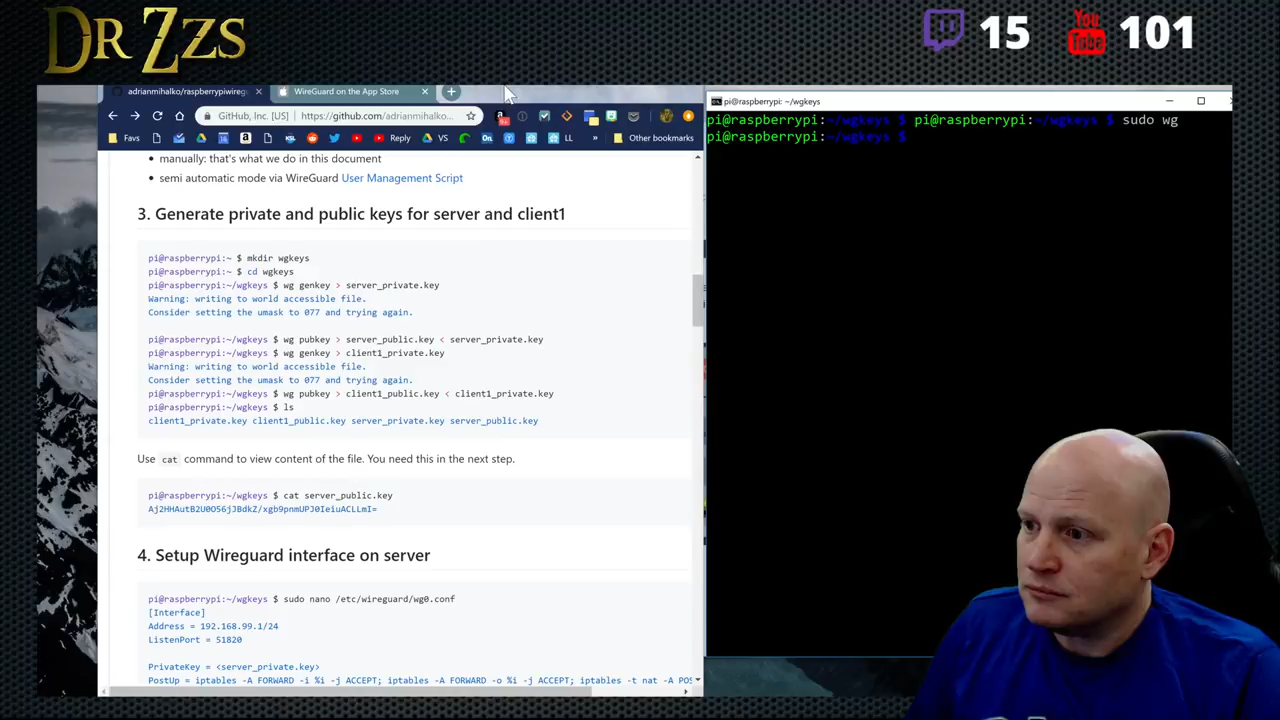 DR ZZS
15
You Tube
101
adrianmihalko/raspberrypiwireg
WireGuard on the App Store
GitHub, Inc. [US]
https://github.com/adrianmihalko...
Favs
Reply
VS
LL
»
Other bookmarks
• manually: that's what we do in this document
• semi automatic mode via WireGuard User Management Script
3. Generate private and public keys for server and client1
pi@raspberrypi:~ $ mkdir wgkeys
pi@raspberrypi:~ $ cd wgkeys
pi@raspberrypi:~/wgkeys $ wg genkey > server_private.key
Warning: writing to world accessible file.
Consider setting the umask to 077 and trying again.
pi@raspberrypi:~/wgkeys $ wg pubkey > server_public.key < server_private.key
pi@raspberrypi:~/wgkeys $ wg genkey > client1_private.key
Warning: writing to world accessible file.
Consider setting the umask to 077 and trying again.
pi@raspberrypi:~/wgkeys $ wg pubkey > client1_public.key < client1_private.key
pi@raspberrypi:~/wgkeys $ ls
client1_private.key client1_public.key server_private.key server_public.key
Use cat command to view content of the file. You need this in the next step.
pi@raspberrypi:~/wgkeys $ cat server_public.key
Aj2HHAutB2U0O56jJBdkZ/xgb9pnmUPJ0IeiuACLLmI=
4. Setup Wireguard interface on server
pi@raspberrypi:~/wgkeys $ sudo nano /etc/wireguard/wg0.conf
[Interface]
Address = 192.168.99.1/24
ListenPort = 51820
PrivateKey = <server_private.key>
PostUp = iptables -A FORWARD -i %i -j ACCEPT; iptables -A FORWARD -o %i -j ACCEPT; iptables -t nat -A POS
pi@raspberrypi: ~/wgkeys
pi@raspberrypi:~/wgkeys $ pi@raspberrypi:~/wgkeys $ sudo wg
pi@raspberrypi:~/wgkeys $